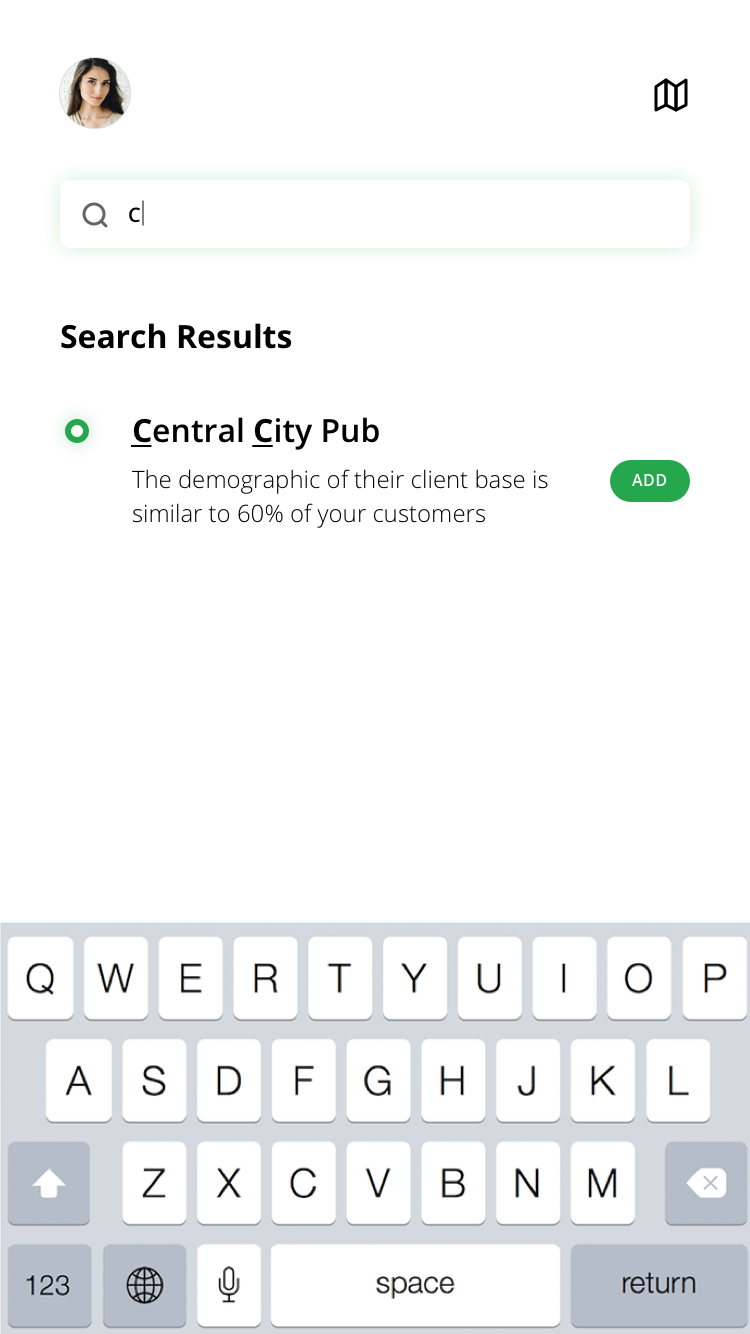 c
Search Results
Central City Pub
The demographic of their client base is
similar to 60% of your customers
ADD
Q W E R T Y U I O P
A S D F G H J K L
Z X C V B N M
123 space return